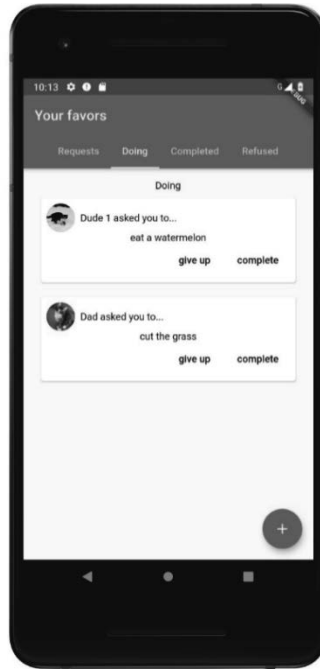 10:13 G
Your favors
Requests Doing Completed Refused
Doing
Dude 1 asked you to...
eat a watermelon
give up complete
Dad asked you to...
cut the grass
give up complete
+